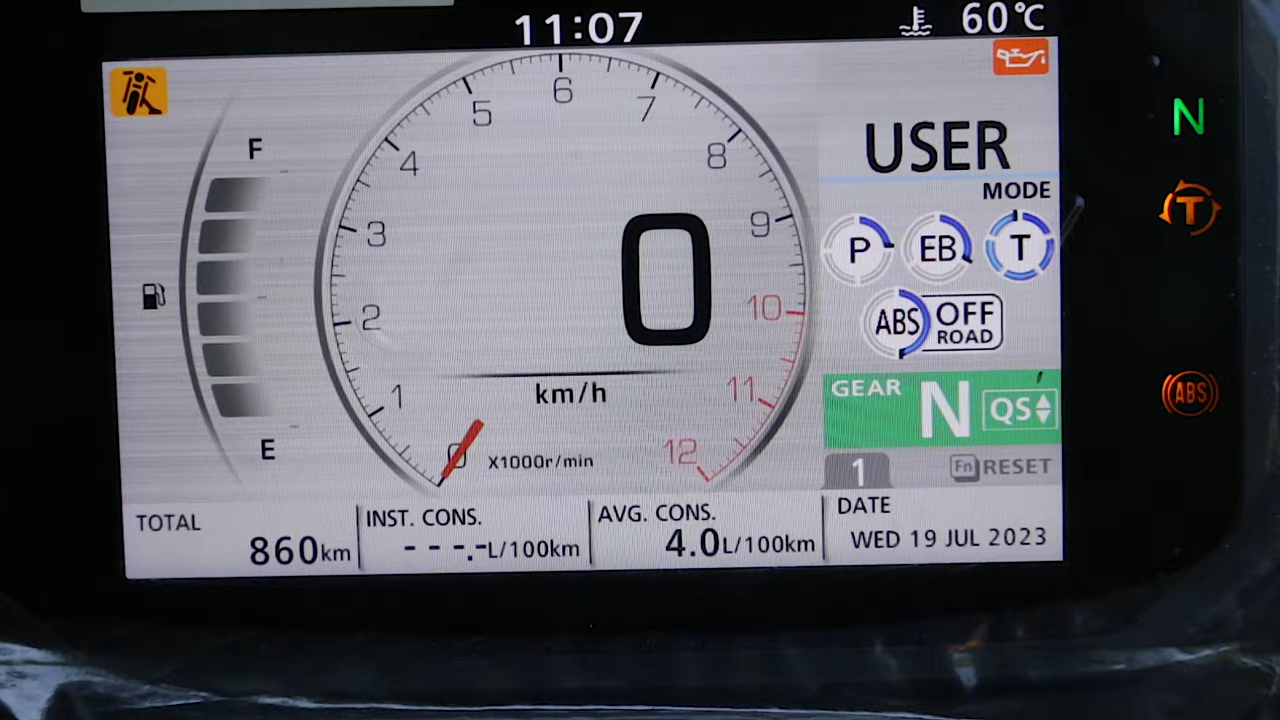 11:07
60℃
N
T
ABS
F
E
0
1
2
3
4
5
6
7
8
9
10
11
12
X1000r/min
0
km/h
USER
MODE
P
EB
T
ABS
OFF
ROAD
GEAR
N
QS
1
Fn RESET
TOTAL
860km
INST. CONS.
---.-L/100km
AVG. CONS.
4.0L/100km
DATE
WED 19 JUL 2023